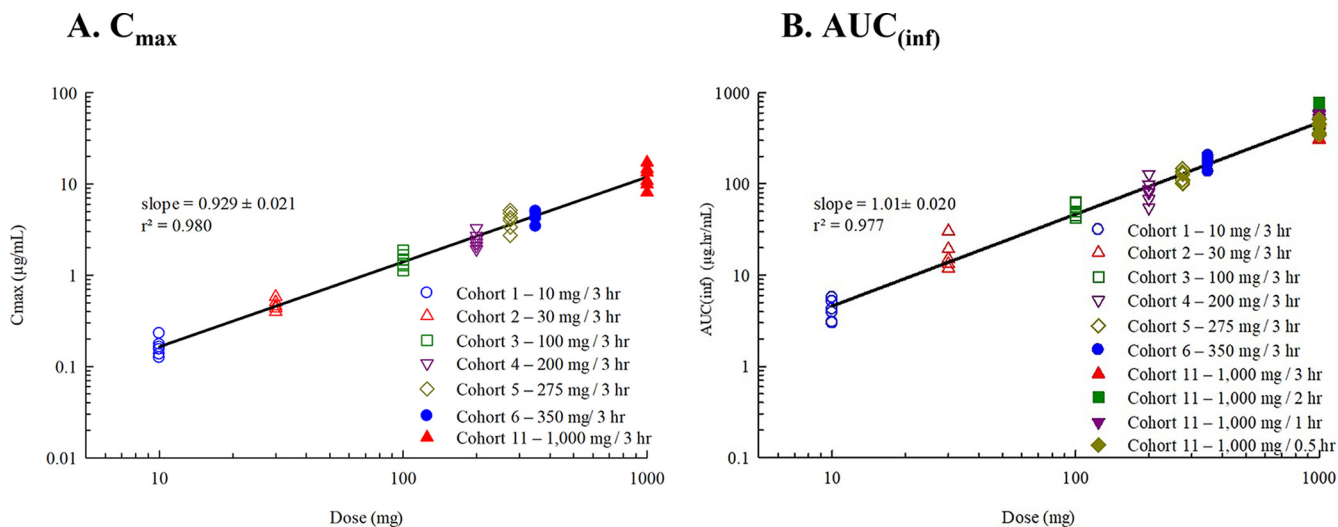 A. Cmax
100
10
1
0.1
0.01
Cmax (µg/mL)
slope = 0.929 ± 0.021
r² = 0.980
Cohort 1 – 10 mg / 3 hr
Cohort 2 – 30 mg / 3 hr
Cohort 3 – 100 mg / 3 hr
Cohort 4 – 200 mg / 3 hr
Cohort 5 – 275 mg / 3 hr
Cohort 6 – 350 mg/ 3 hr
Cohort 11 – 1,000 mg / 3 hr
10
100
1000
Dose (mg)
B. AUC(inf)
1000
100
10
1
0.1
AUC(inf) (µg.hr/mL)
slope = 1.01± 0.020
r² = 0.977
Cohort 1 – 10 mg / 3 hr
Cohort 2 – 30 mg / 3 hr
Cohort 3 – 100 mg / 3 hr
Cohort 4 – 200 mg / 3 hr
Cohort 5 – 275 mg / 3 hr
Cohort 6 – 350 mg / 3 hr
Cohort 11 – 1,000 mg / 3 hr
Cohort 11 – 1,000 mg / 2 hr
Cohort 11 – 1,000 mg / 1 hr
Cohort 11 – 1,000 mg / 0.5 hr
10
100
1000
Dose (mg)